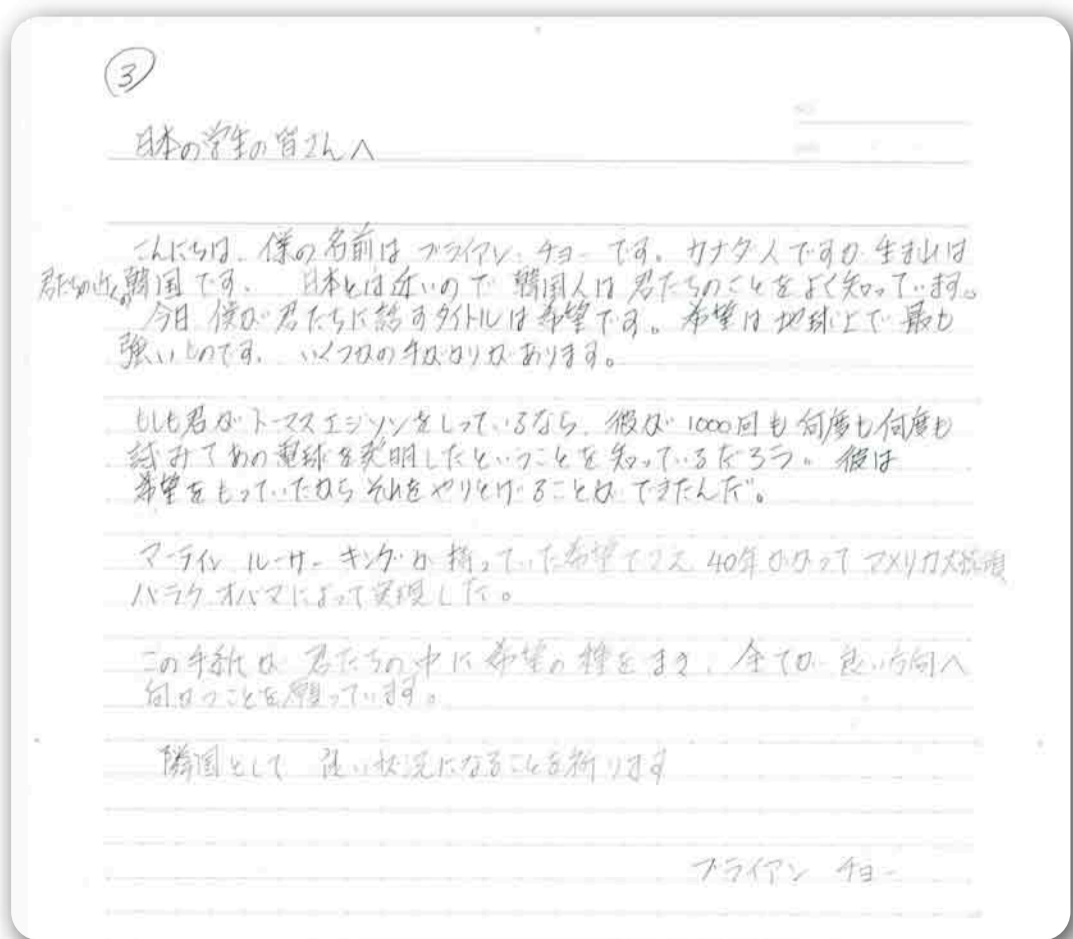 3
日本の学生の皆さんへ
こんにちは、僕の名前は ブライアン・チョーです。カナダ人ですが 生まれは
君たちの近くの韓国です。 日本とは近いので 韓国人は 君たちのことをよく知っています。
今日 僕が 君たちに話すタイトルは 希望です。希望は 地球上で 最も
強いものです。 いくつかの手がかりがあります。
もしも君がトーマスエジソンをしっているなら、彼が 1000回も 何度も何度も
試みて あの電球を発明したということを知っているだろう。彼は
希望をもっていたから それをやりとげることができたんだ。
マーティン ルーサー キングが 持っていた希望でさえ 40年かかって アメリカ大統領
バラク オバマによって実現した。
この手紙が 君たちの中に 希望の種をまき、全てが 良い方向へ
向かうことを願っています。
隣国として 良い状況になることを祈ります
ブライアン チョー